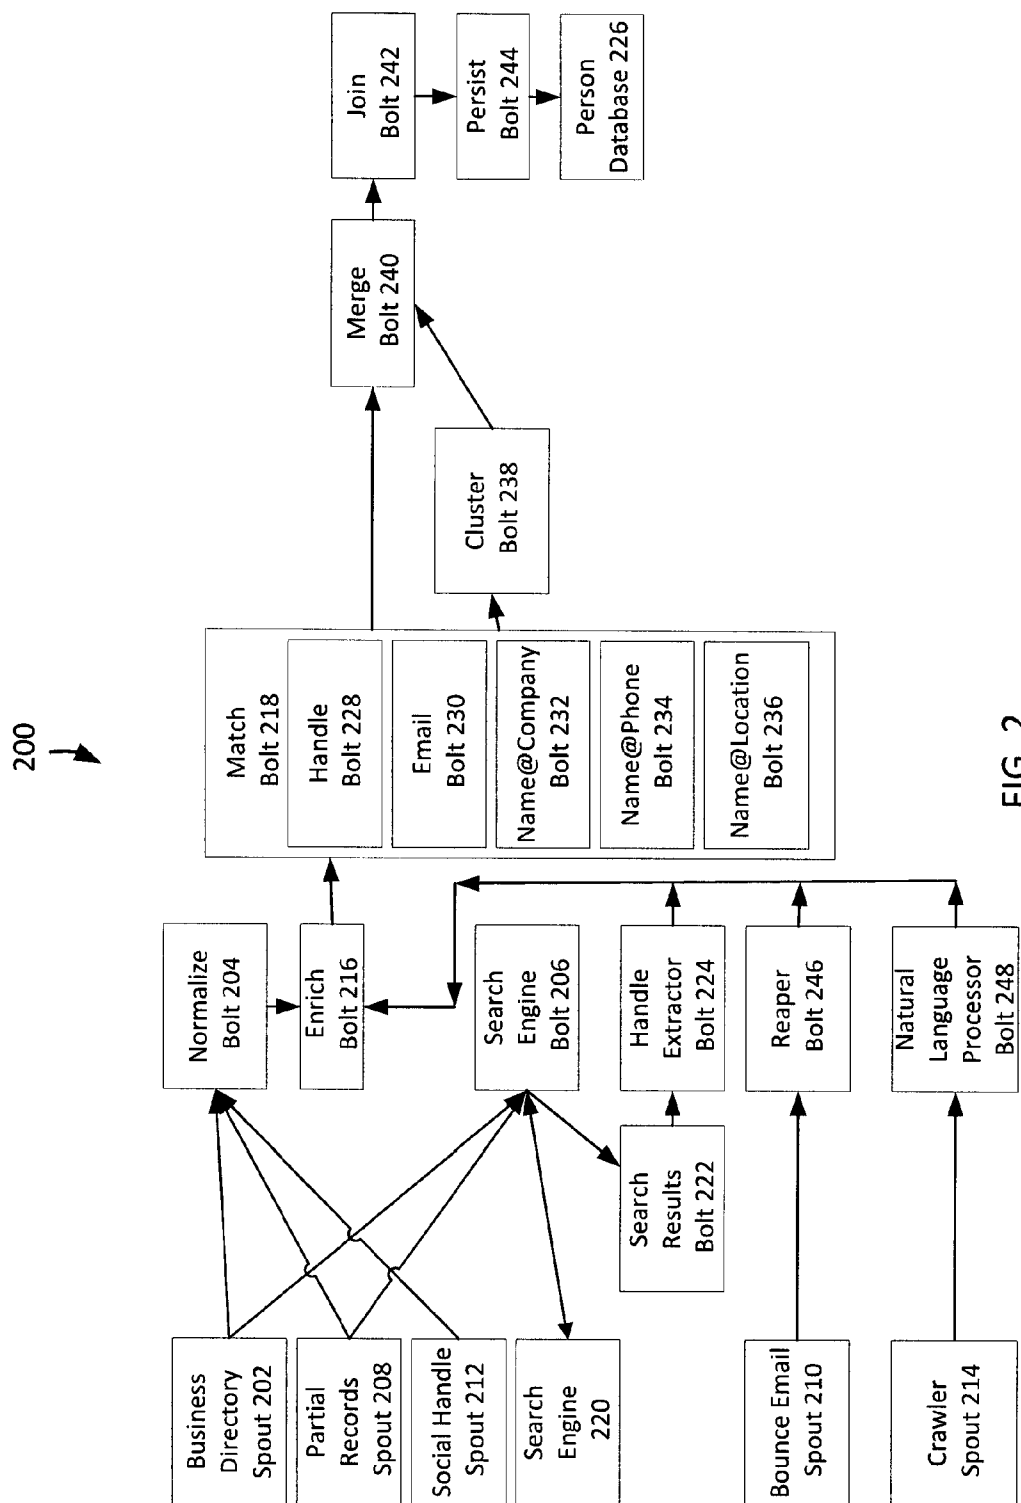 200
Business
Directory
Spout 202
Partial
Records
Spout 208
Social Handle
Spout 212
Search
Engine
220
Bounce Email
Spout 210
Crawler
Spout 214
Normalize
Bolt 204
Enrich
Bolt 216
Search
Engine
Bolt 206
Search
Results
Bolt 222
Handle
Extractor
Bolt 224
Reaper
Bolt 246
Natural
Language
Processor
Bolt 248
Match
Bolt 218
Handle
Bolt 228
Email
Bolt 230
Name@Company
Bolt 232
Name@Phone
Bolt 234
Name@Location
Bolt 236
Cluster
Bolt 238
Merge
Bolt 240
Join
Bolt 242
Persist
Bolt 244
Person
Database 226
FIG. 2